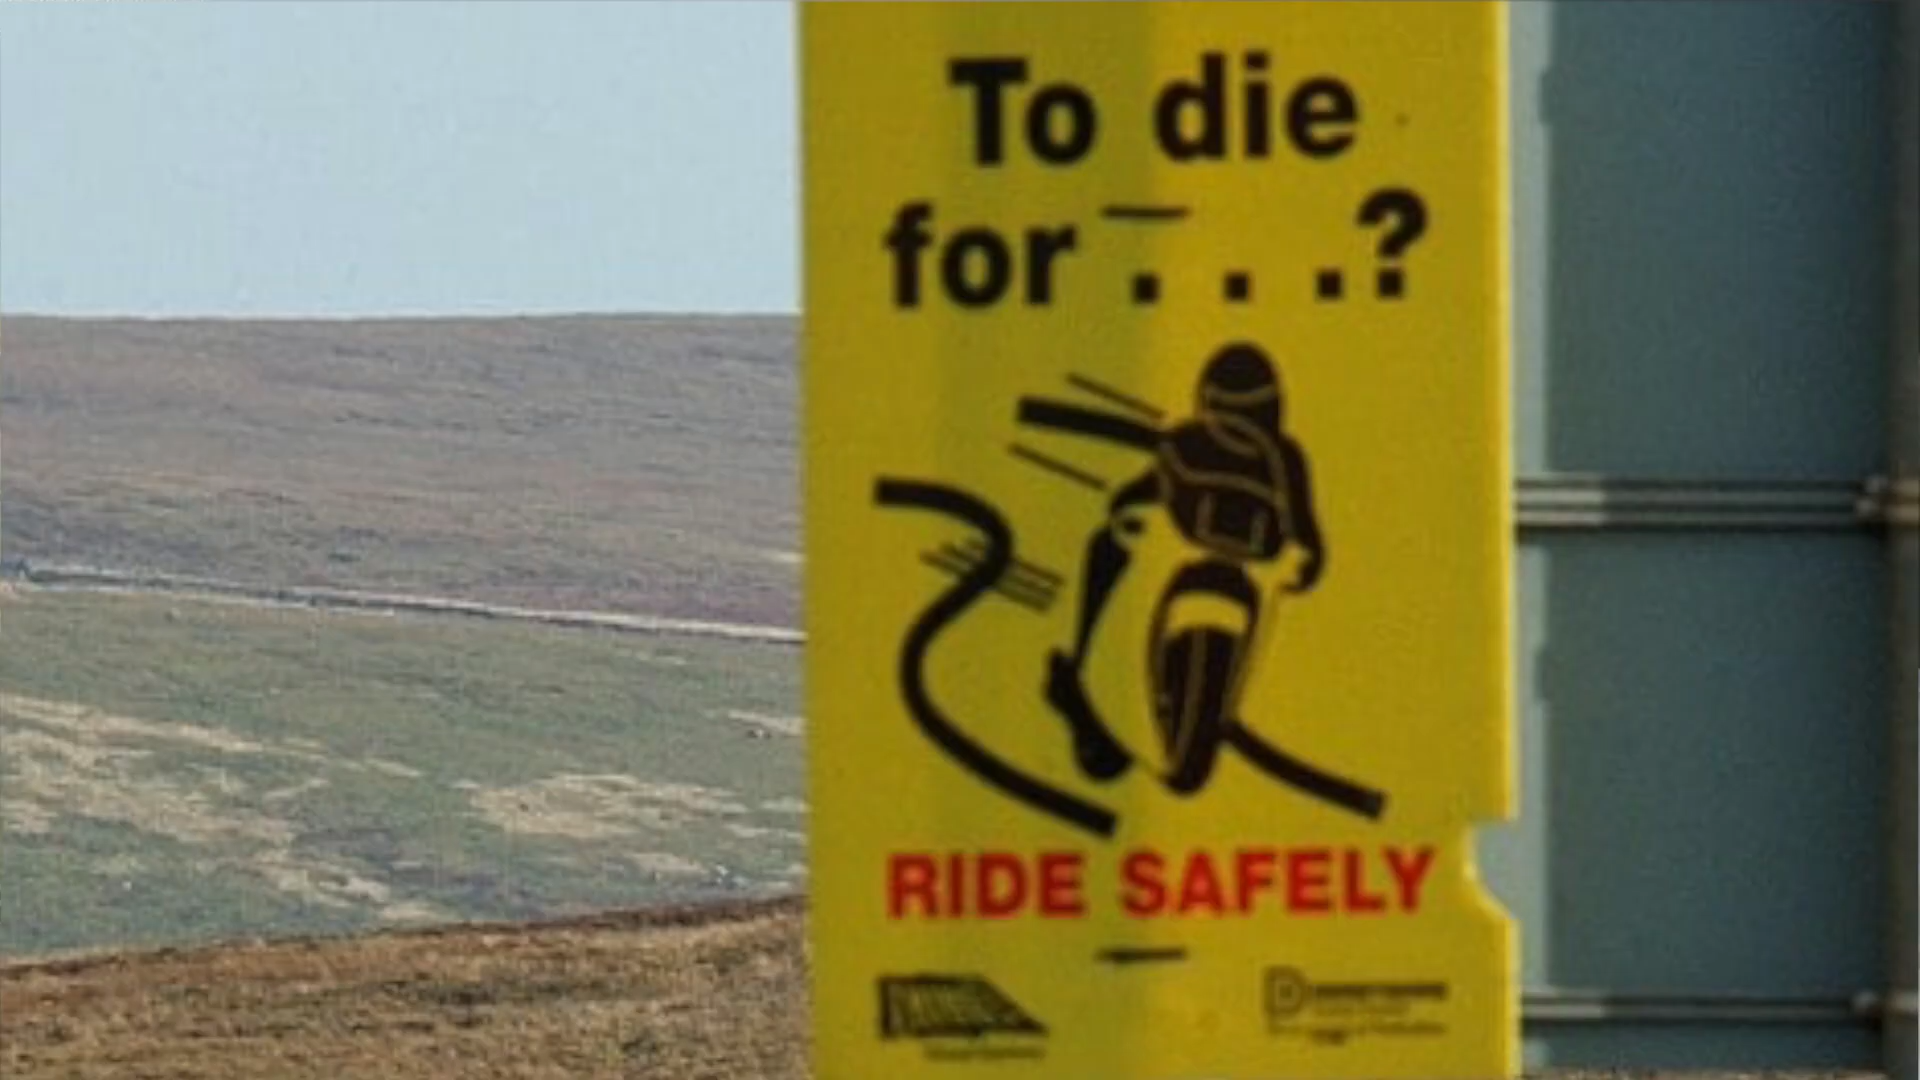 To die
for . . .?
RIDE SAFELY